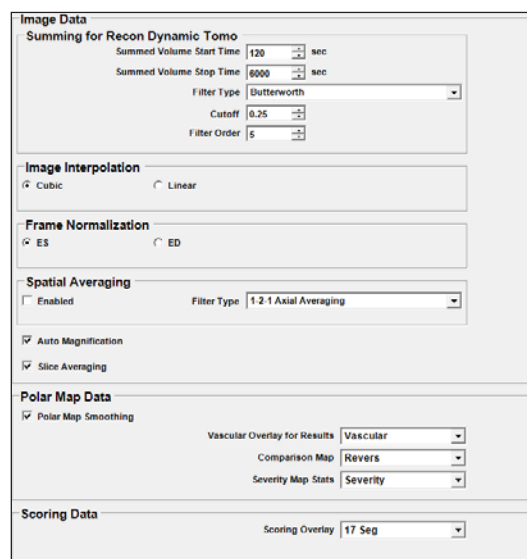 Image Data
Summing for Recon Dynamic Tomo
Summed Volume Start Time 120 sec
Summed Volume Stop Time 6000 sec
Filter Type Butterworth
Cutoff 0.25
Filter Order 5
Image Interpolation
Cubic Linear
Frame Normalization
ES ED
Spatial Averaging
Enabled Filter Type 1-2-1 Axial Averaging
Auto Magnification
Slice Averaging
Polar Map Data
Polar Map Smoothing
Vascular Overlay for Results Vascular
Comparison Map Revers
Severity Map Stats Severity
Scoring Data
Scoring Overlay 17 Seg